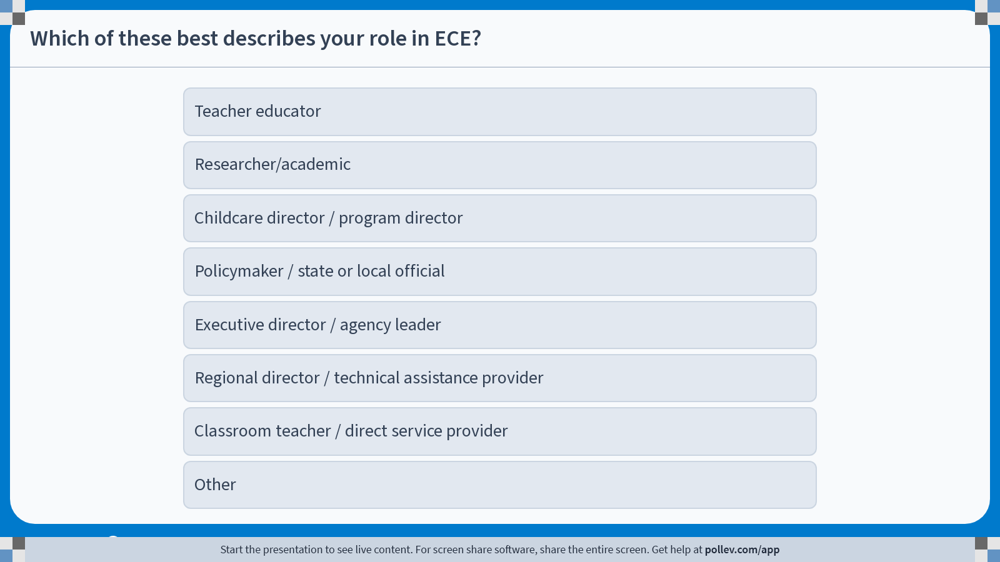 Which of these best describes your role in ECE?
Teacher educator
Researcher/academic
Childcare director / program director
Policymaker / state or local official
Executive director / agency leader
Regional director / technical assistance provider
Classroom teacher / direct service provider
Other
Start the presentation to see live content. For screen share software, share the entire screen. Get help at pollev.com/app